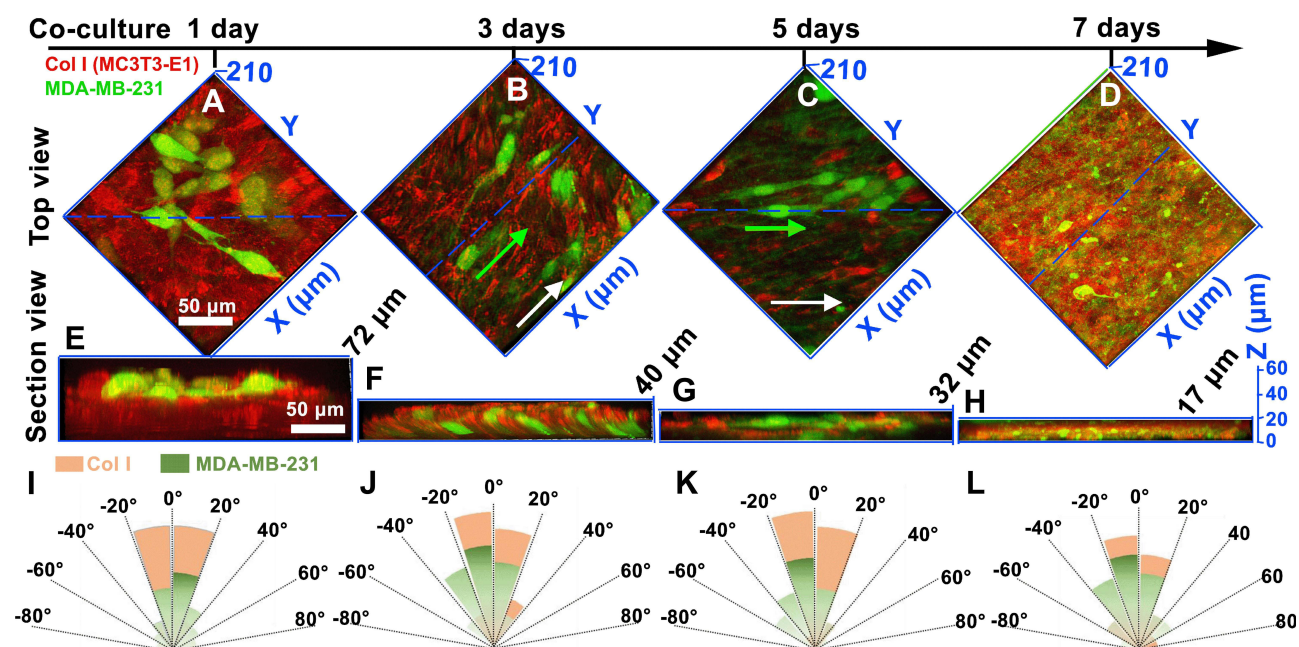 Co-culture 1 day 3 days 5 days 7 days
Col I (MC3T3-E1)
MDA-MB-231
210 210 210 210
A B C D
Y Y Y Y
Top view
50 µm
X (µm) X (µm) X (µm) X (µm)
Section view
72 µm 40 µm 32 µm 17 µm
E F G H
50 µm
Z (µm)
60
40
20
0
Col I MDA-MB-231
I J K L
-80° -60° -40° -20° 0° 20° 40° 60° 80°
-80° -60° -40° -20° 0° 20° 40° 60° 80°
-80° -60° -40° -20° 0° 20° 40° 60° 80°
-80° -60° -40° -20° 0° 20° 40 60 80